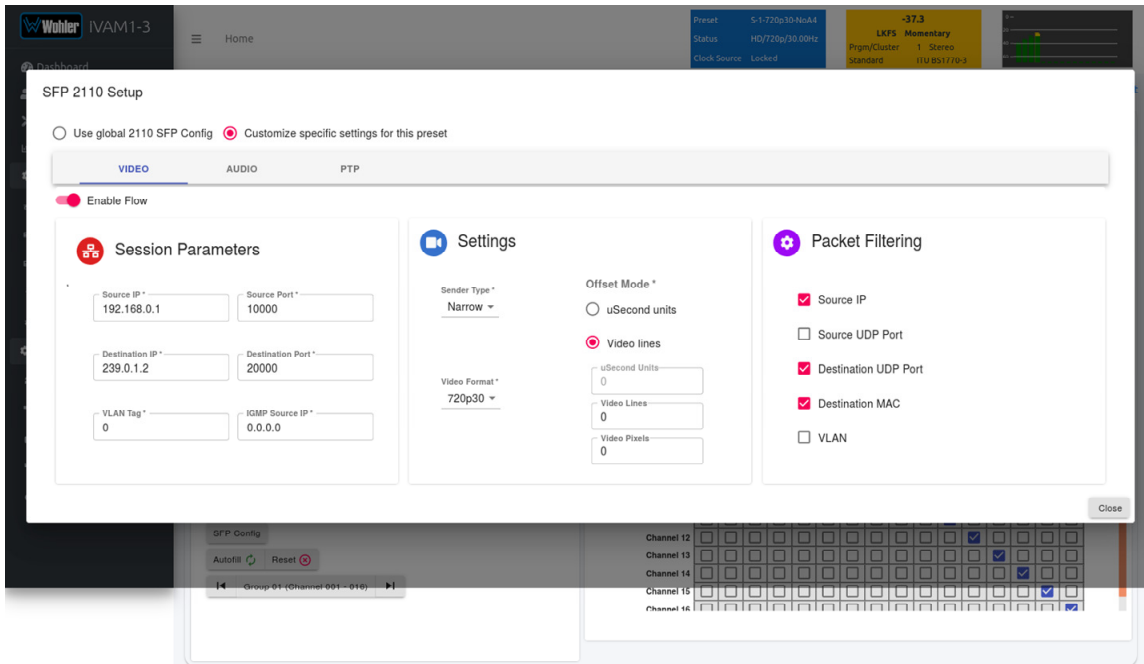 Wohler iVAM1-3
Home
Preset S-1-720p30-NoA4
Status HD/720p/30.00Hz
Clock Source Locked
-37.3
LKFS Momentary
Prgm/Cluster 1 Stereo
Standard ITU BS1770-3
Dashboard
SFP 2110 Setup
Use global 2110 SFP Config Customize specific settings for this preset
VIDEO AUDIO PTP
Enable Flow
Session Parameters
Source IP *
192.168.0.1
Source Port *
10000
Destination IP *
239.0.1.2
Destination Port *
20000
VLAN Tag *
0
IGMP Source IP *
0.0.0.0
Settings
Sender Type *
Narrow
Video Format *
720p30
Offset Mode *
uSecond units
Video lines
uSecond Units
0
Video Lines
0
Video Pixels
0
Packet Filtering
Source IP
Source UDP Port
Destination UDP Port
Destination MAC
VLAN
Close
SFP Config
Autofill Reset
Group 01 (Channel 001 - 016)
Channel 12
Channel 13
Channel 14
Channel 15
Channel 16